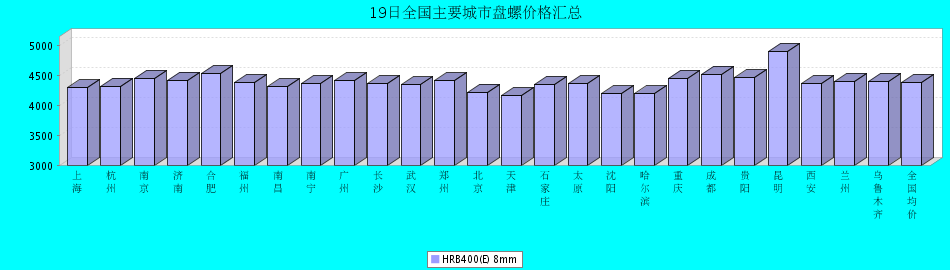 19日全国主要城市盘螺价格汇总
5000
4500
4000
3500
3000
上海
杭州
南京
济南
合肥
福州
南昌
南宁
广州
长沙
武汉
郑州
北京
天津
石家庄
太原
沈阳
哈尔滨
重庆
成都
贵阳
昆明
西安
兰州
乌鲁木齐
全国均价
HRB400(E) 8mm